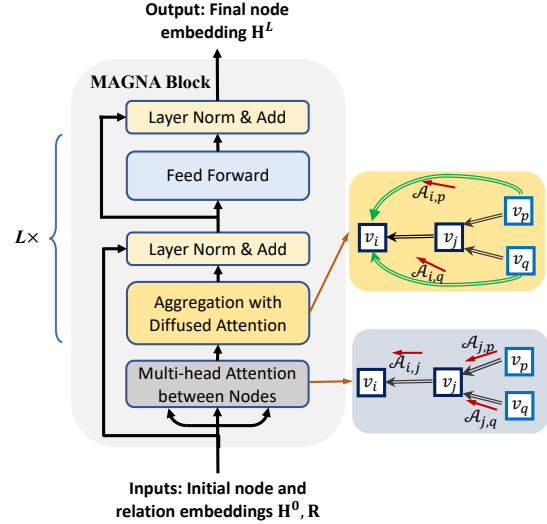 Output: Final node
embedding H^L
MAGNA Block
Layer Norm & Add
Feed Forward
L×
Layer Norm & Add
Aggregation with
Diffused Attention
Multi-head Attention
between Nodes
Inputs: Initial node and
relation embeddings H^0, R
𝒜_{i,p}
v_p
v_i
v_j
𝒜_{i,q}
v_q
𝒜_{j,p}
𝒜_{i,j}
v_p
v_i
v_j
𝒜_{j,q}
v_q